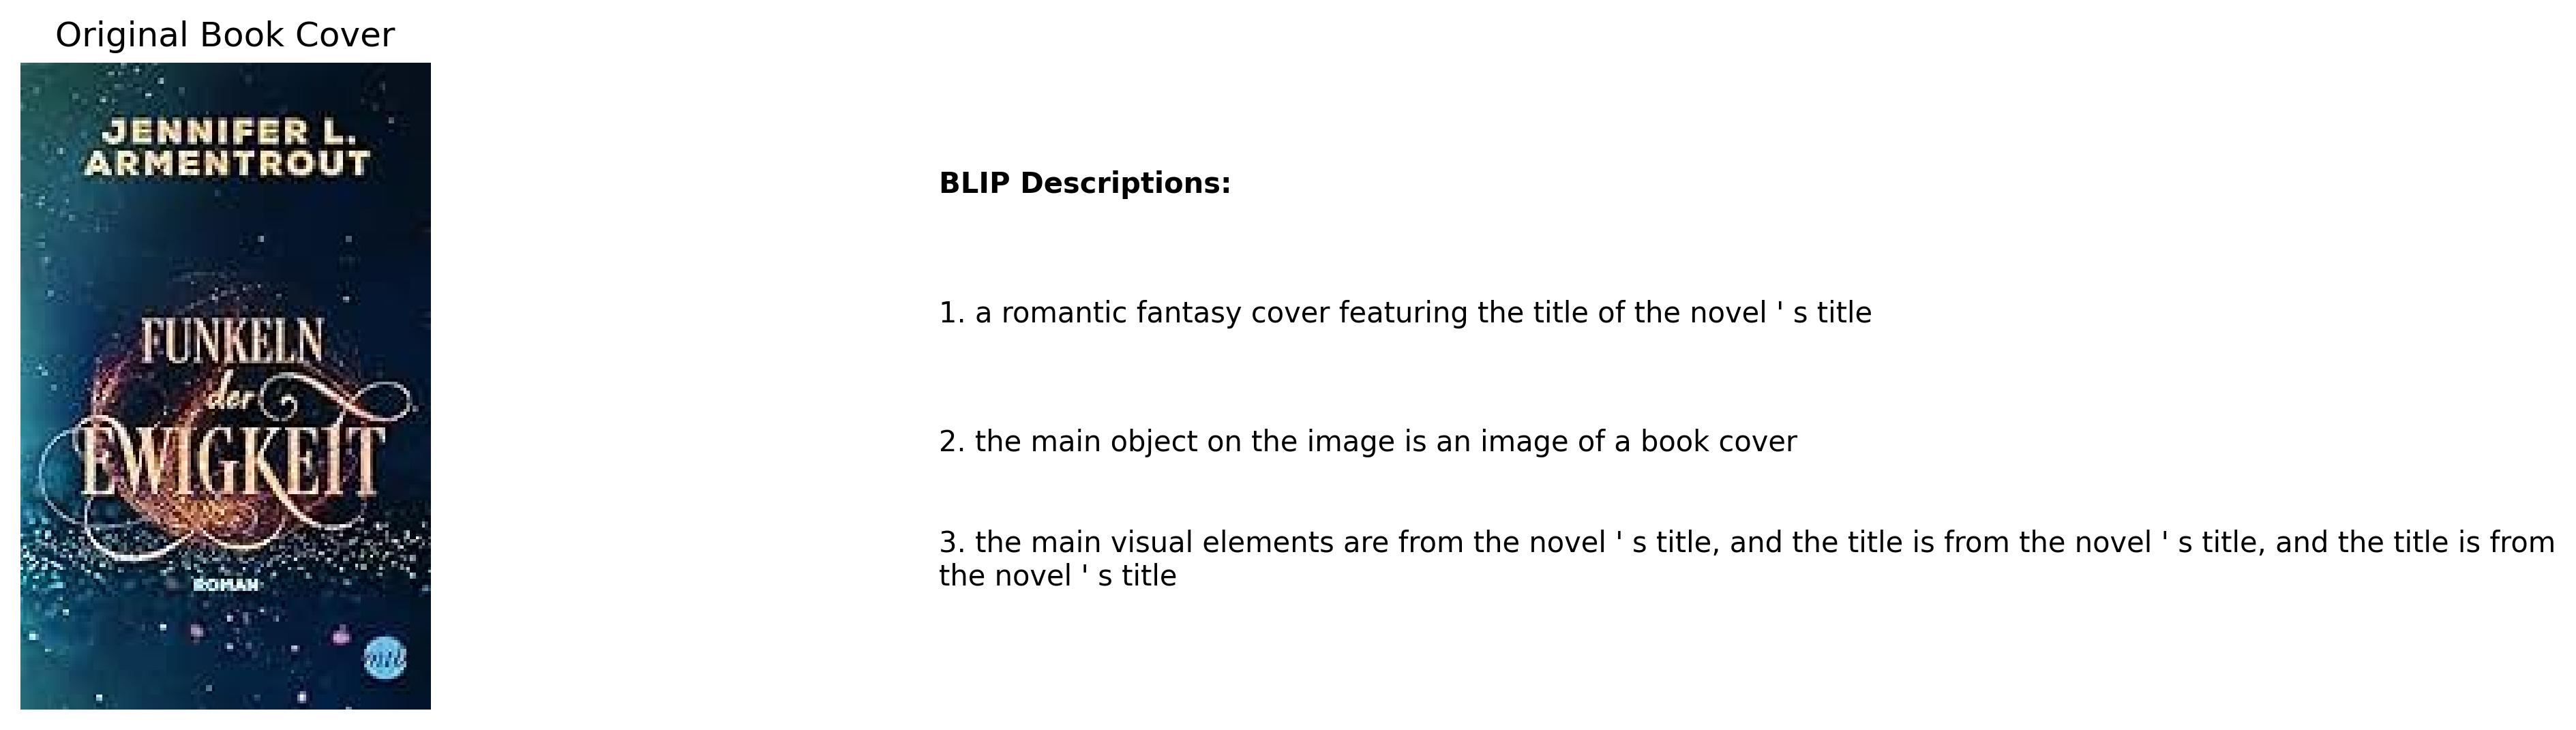 Original Book Cover
JENNIFER L.
ARMENTROUT
FUNKELN
der
EWIGKEIT
ROMAN
BLIP Descriptions:
1. a romantic fantasy cover featuring the title of the novel ' s title
2. the main object on the image is an image of a book cover
3. the main visual elements are from the novel ' s title, and the title is from the novel ' s title, and the title is from
the novel ' s title